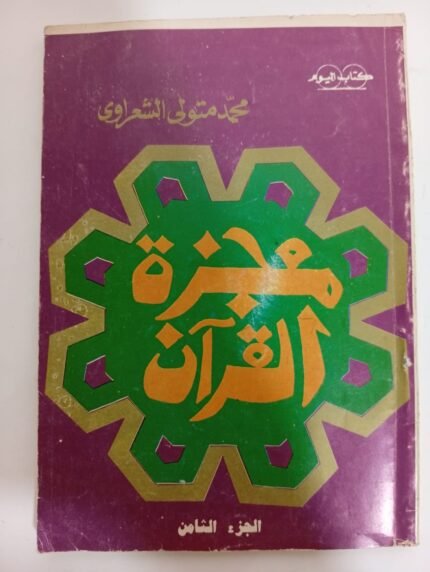 كتاب اليوم
محمد متولى الشعراوى
معجزة
القرآن
الجزء الثامن